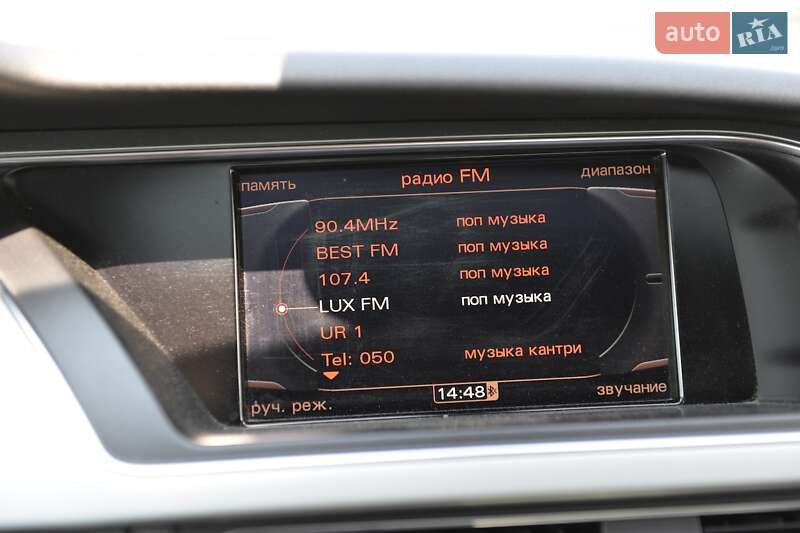 auto RIA
память радио FM диапазон
90.4MHz поп музыка
BEST FM поп музыка
107.4 поп музыка
LUX FM поп музыка
UR 1
Tel: 050 музыка кантри
руч. реж. 14:48 звучание